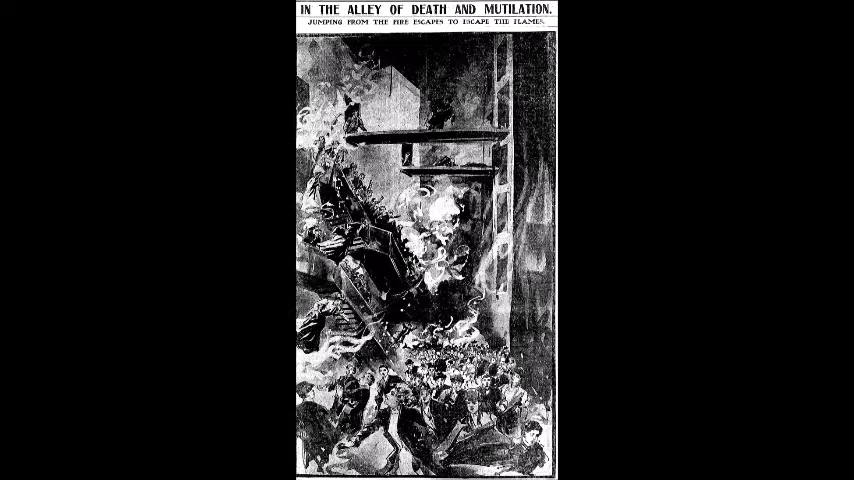 IN THE ALLEY OF DEATH AND MUTILATION.
JUMPING FROM THE FIRE ESCAPES TO ESCAPE THE FLAMES.